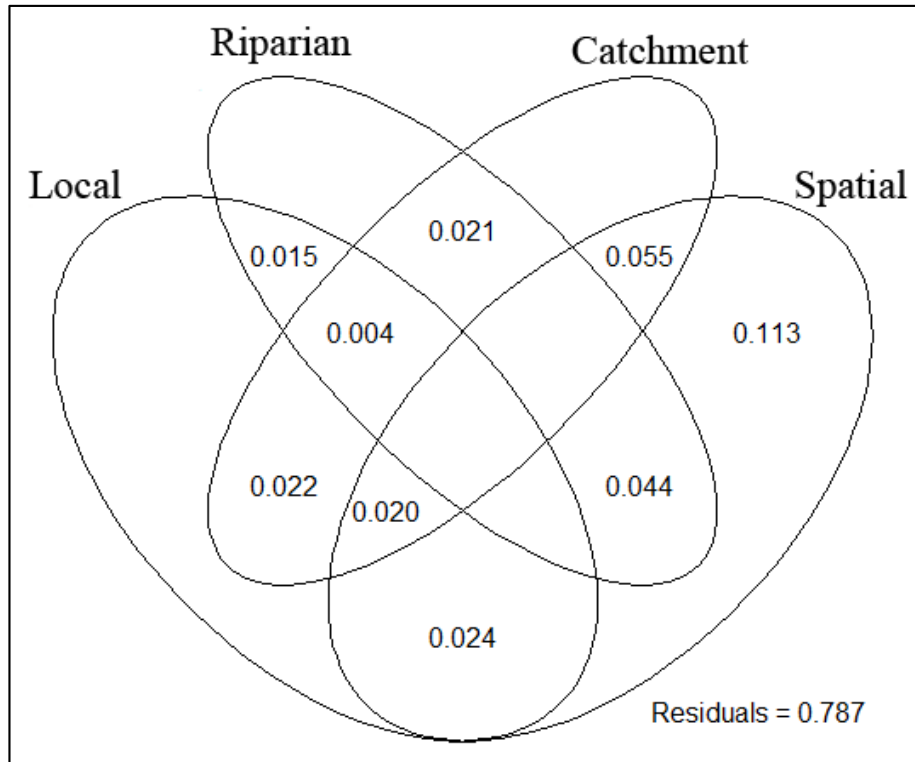 Riparian
Catchment
Local
Spatial
0.021
0.015
0.055
0.004
0.113
0.022
0.044
0.020
0.024
Residuals = 0.787